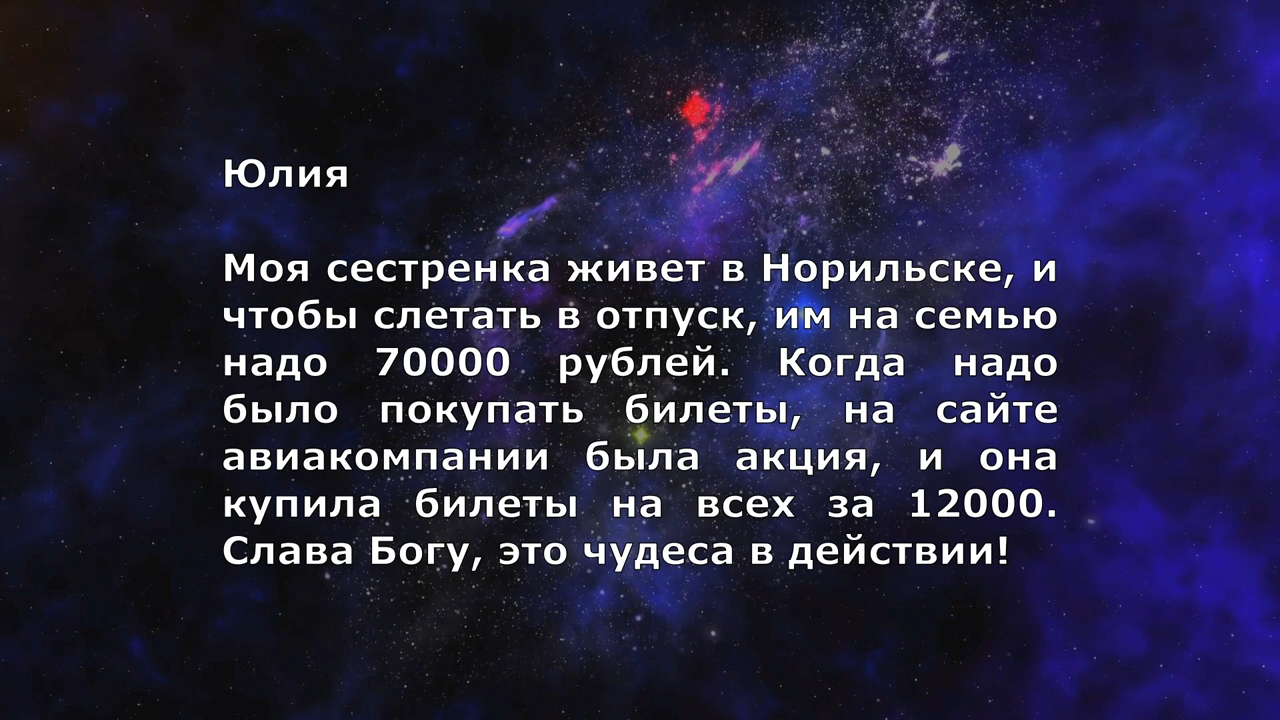 Юлия
Моя сестренка живет в Норильске, и
чтобы слетать в отпуск, им на семью
надо 70000 рублей. Когда надо
было покупать билеты, на сайте
авиакомпании была акция, и она
купила билеты на всех за 12000.
Слава Богу, это чудеса в действии!